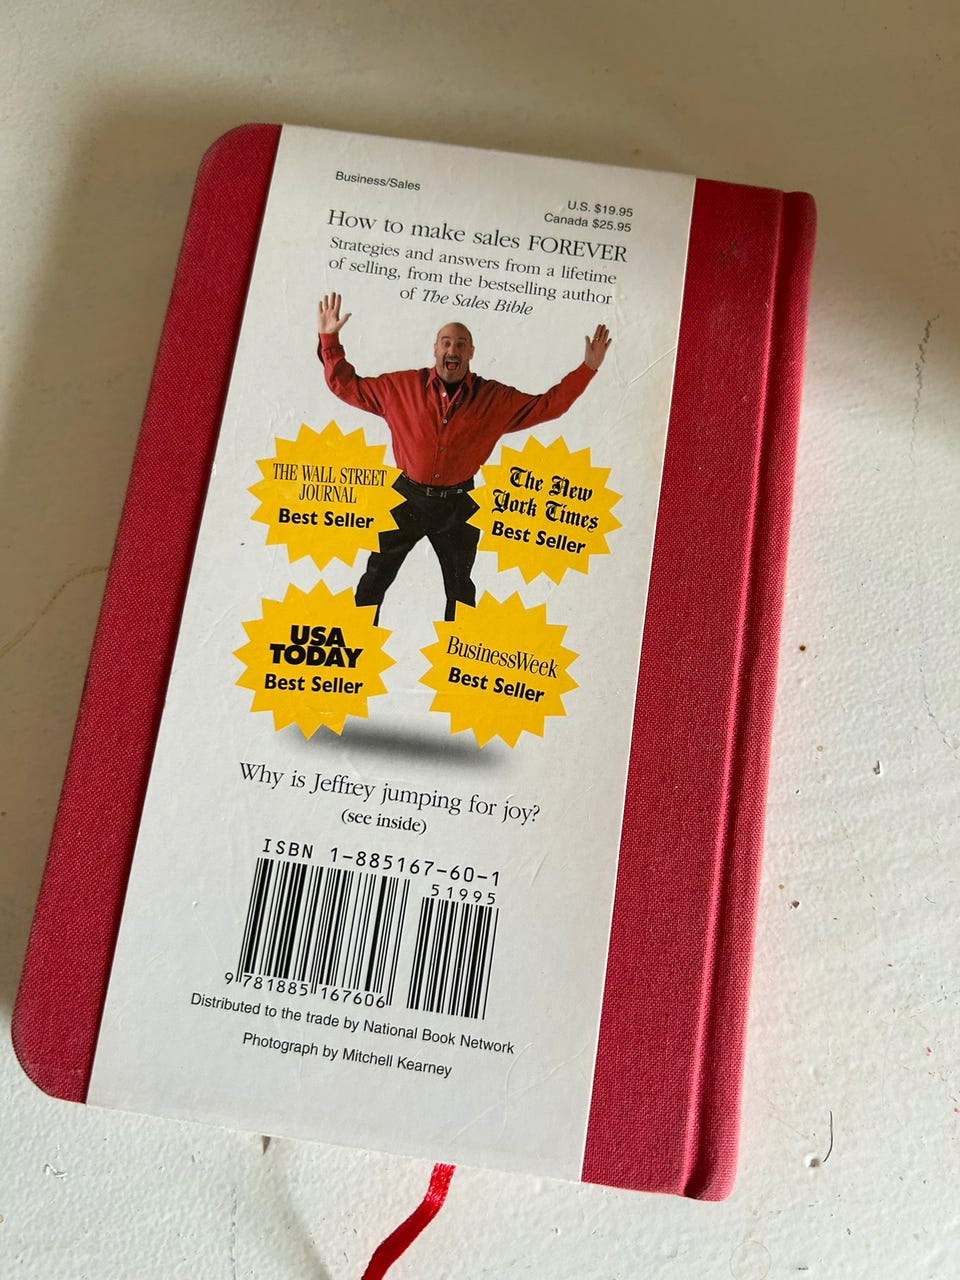 Business/Sales
U.S. $19.95
Canada $25.95
How to make sales FOREVER
Strategies and answers from a lifetime
of selling, from the bestselling author
of The Sales Bible
THE WALL STREET
JOURNAL
Best Seller
The New
York Times
Best Seller
USA
TODAY
Best Seller
BusinessWeek
Best Seller
Why is Jeffrey jumping for joy?
(see inside)
ISBN 1-885167-60-1
51995
9 781885 167606
Distributed to the trade by National Book Network
Photograph by Mitchell Kearney